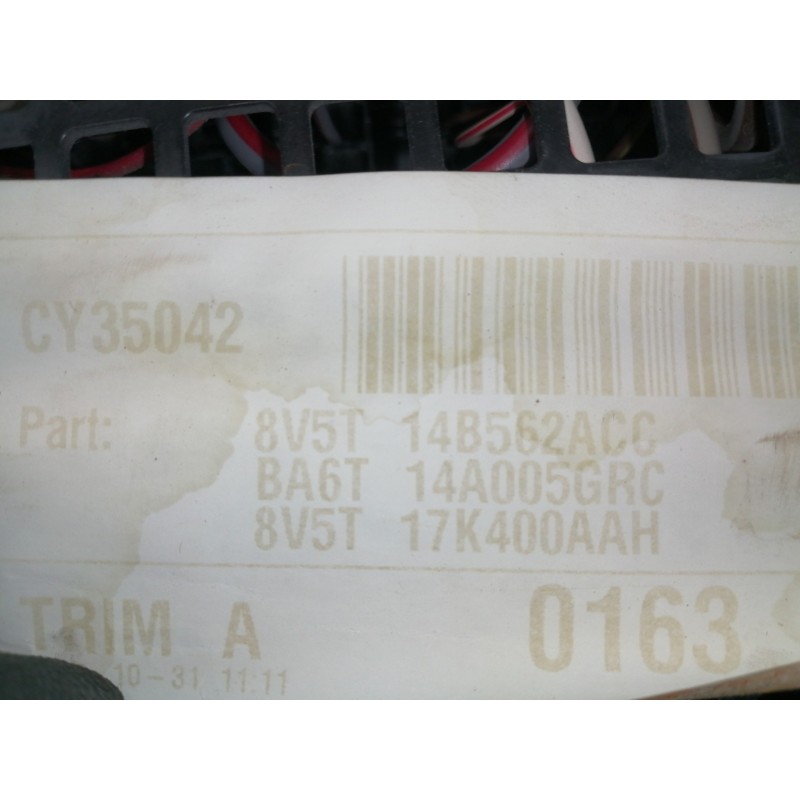 CY35042
Part: 8V5T 14B562ACC
BA6T 14A005GRC
8V5T 17K400AAH
TRIM A 0163
10-31 11:11